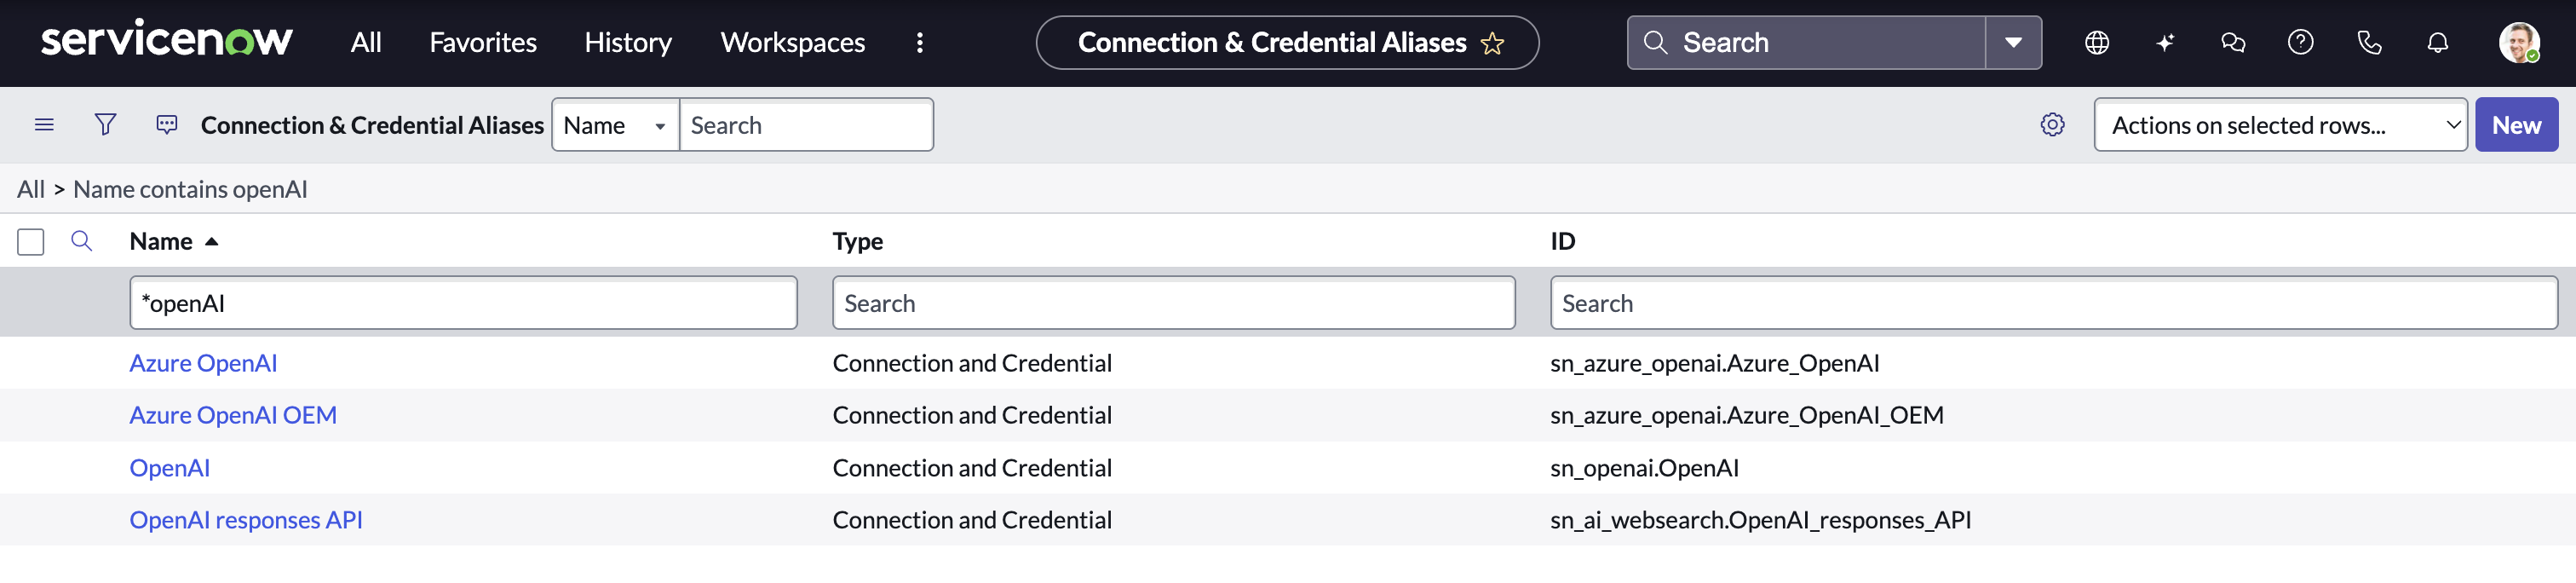 servicenow All Favorites History Workspaces Connection & Credential Aliases Search
Connection & Credential Aliases Name Search Actions on selected rows... New
All > Name contains openAI
Name Type ID
*openAI Search Search
Azure OpenAI Connection and Credential sn_azure_openai.Azure_OpenAI
Azure OpenAI OEM Connection and Credential sn_azure_openai.Azure_OpenAI_OEM
OpenAI Connection and Credential sn_openai.OpenAI
OpenAI responses API Connection and Credential sn_ai_websearch.OpenAI_responses_API